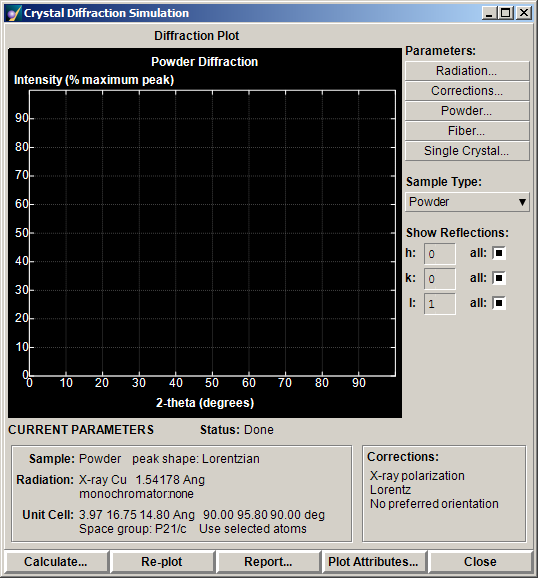 Crystal Diffraction Simulation
Diffraction Plot
Powder Diffraction
Intensity (% maximum peak)
90
80
70
60
50
40
30
20
10
0
0 10 20 30 40 50 60 70 80 90
2-theta (degrees)
Parameters:
Radiation...
Corrections...
Powder...
Fiber...
Single Crystal...
Sample Type:
Powder
Show Reflections:
h: 0 all:
k: 0 all:
l: 1 all:
CURRENT PARAMETERS Status: Done
Sample: Powder peak shape: Lorentzian
Radiation: X-ray Cu 1.54178 Ang
monochromator:none
Unit Cell: 3.97 16.75 14.80 Ang 90.00 95.80 90.00 deg
Space group: P21/c Use selected atoms
Corrections:
X-ray polarization
Lorentz
No preferred orientation
Calculate... Re-plot Report... Plot Attributes... Close